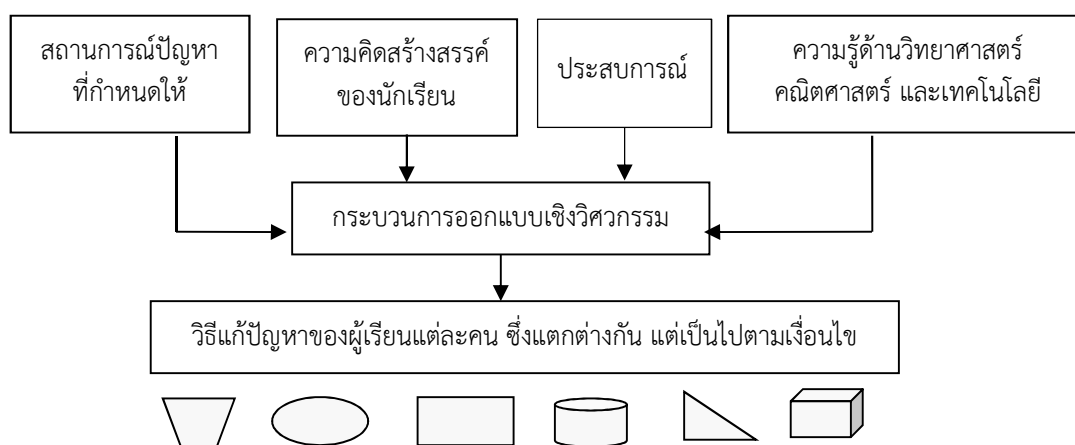 สถานการณ์ปัญหา
ที่กำหนดให้
ความคิดสร้างสรรค์
ของนักเรียน
ประสบการณ์
ความรู้ด้านวิทยาศาสตร์
คณิตศาสตร์ และเทคโนโลยี
กระบวนการออกแบบเชิงวิศวกรรม
วิธีแก้ปัญหาของผู้เรียนแต่ละคน ซึ่งแตกต่างกัน แต่เป็นไปตามเงื่อนไข